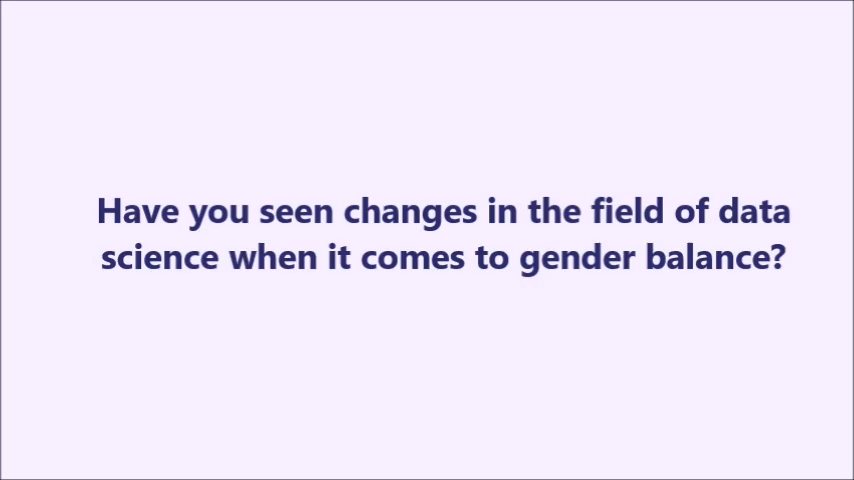 Have you seen changes in the field of data
science when it comes to gender balance?